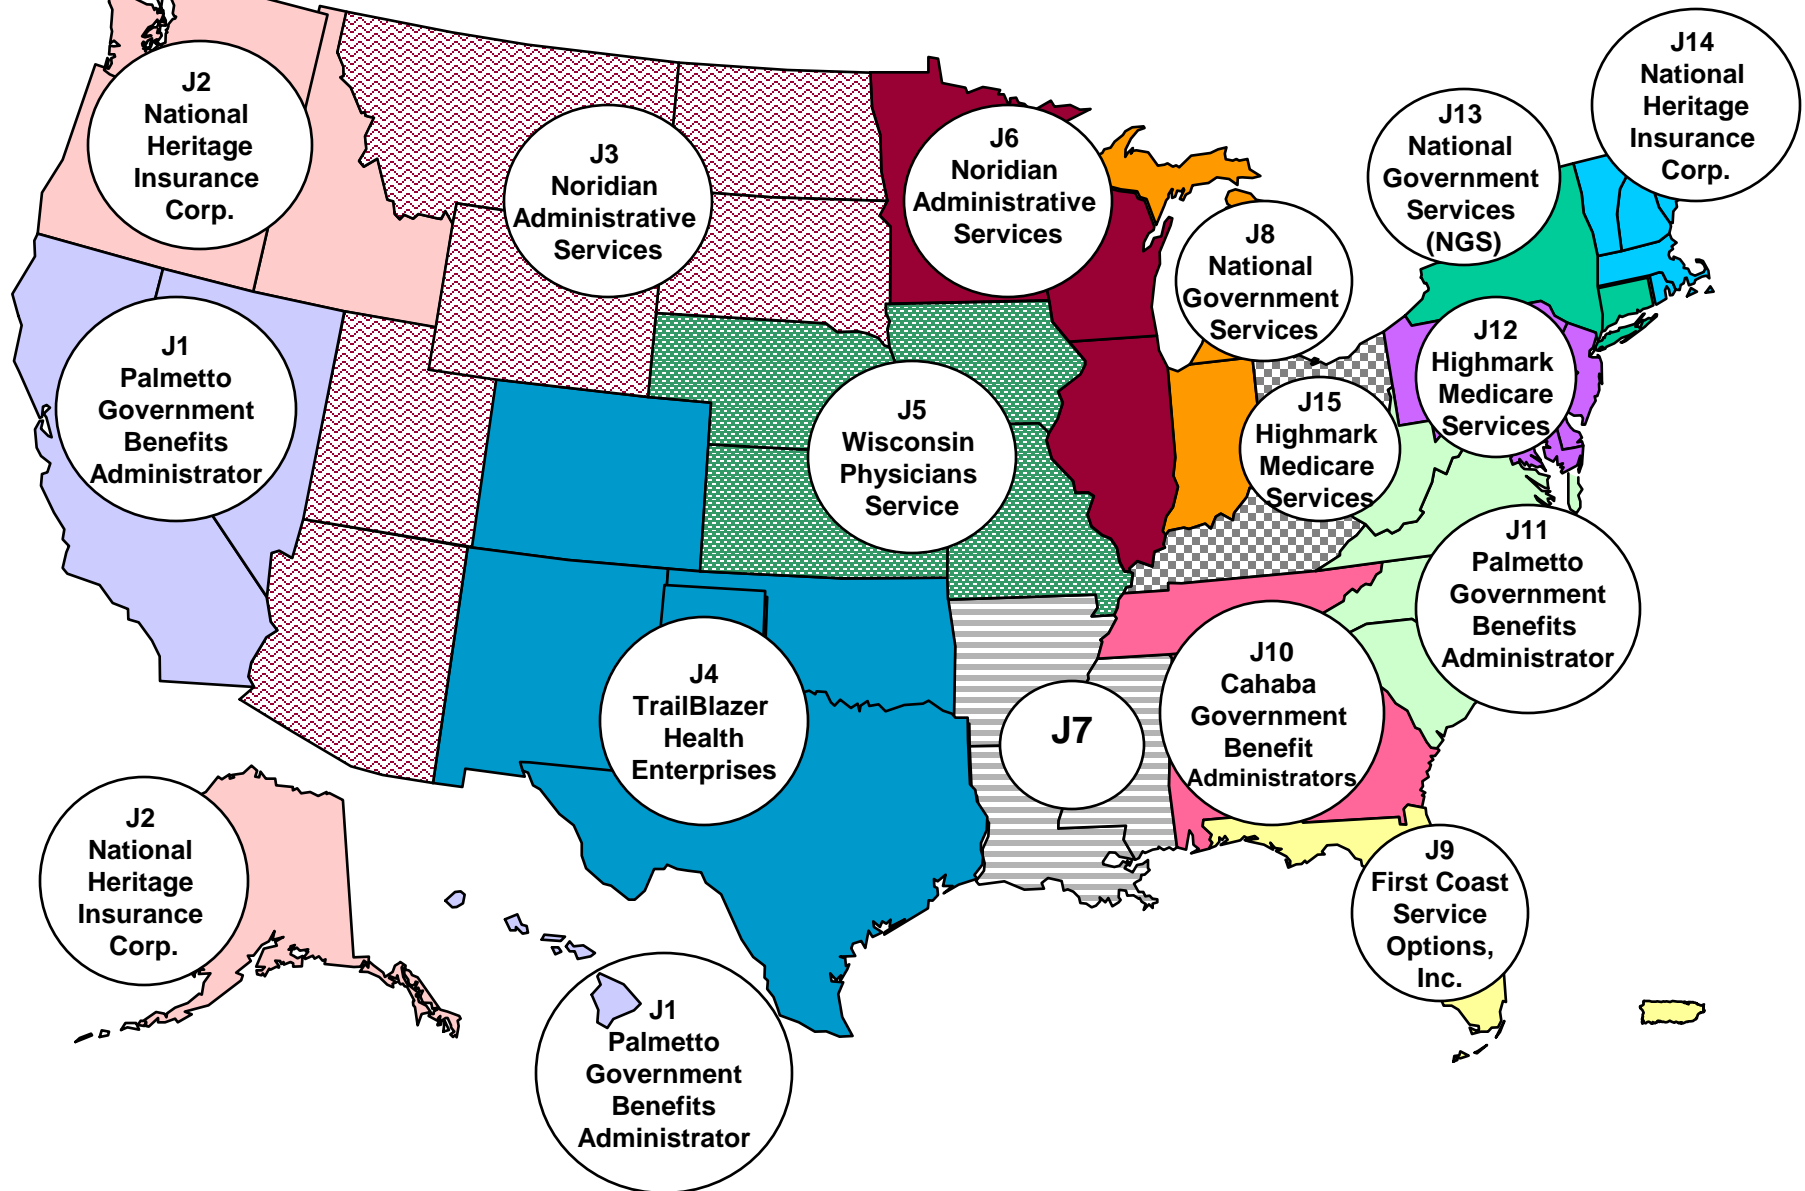 J2
National
Heritage
Insurance
Corp.
J3
Noridian
Administrative
Services
J6
Noridian
Administrative
Services
J14
National
Heritage
Insurance
Corp.
J13
National
Government
Services
(NGS)
J8
National
Government
Services
J1
Palmetto
Government
Benefits
Administrator
J5
Wisconsin
Physicians
Service
J15
Highmark
Medicare
Services
J12
Highmark
Medicare
Services
J11
Palmetto
Government
Benefits
Administrator
J4
TrailBlazer
Health
Enterprises
J7
J10
Cahaba
Government
Benefit
Administrators
J2
National
Heritage
Insurance
Corp.
J9
First Coast
Service
Options,
Inc.
J1
Palmetto
Government
Benefits
Administrator